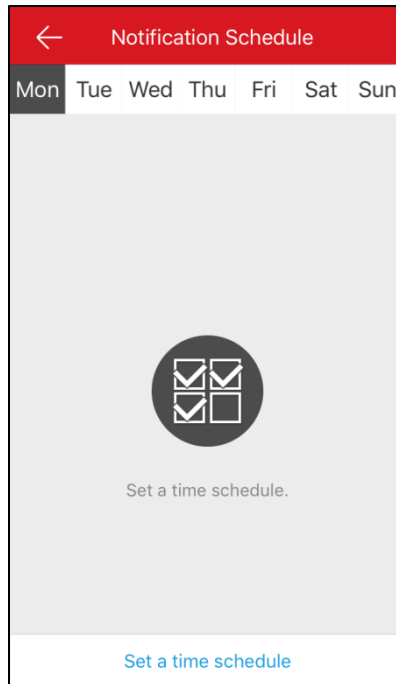 Notification Schedule
Mon Tue Wed Thu Fri Sat Sun
Set a time schedule.
Set a time schedule